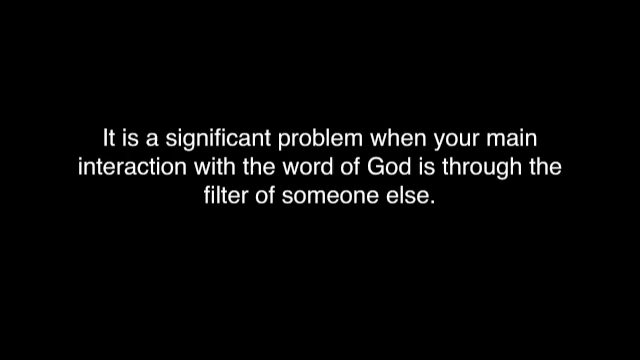 It is a significant problem when your main
interaction with the word of God is through the
filter of someone else.